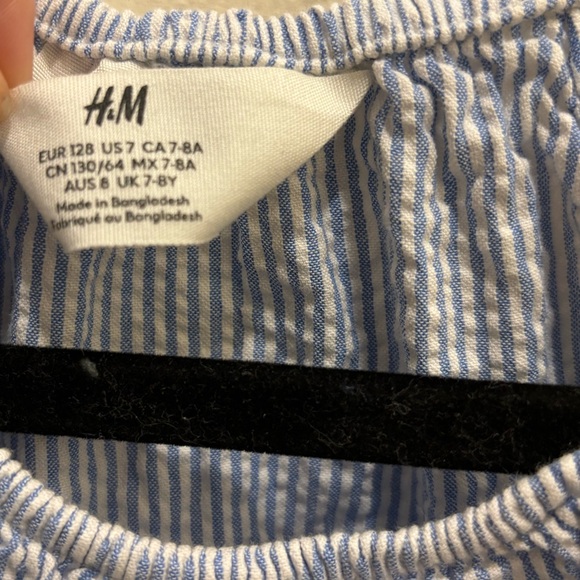 H&M
EUR 128 US 7 CA 7-8A
CN 130/64 MX 7-8A
AUS 8 UK 7-8Y
Made in Bangladesh
Fabriqué au Bangladesh